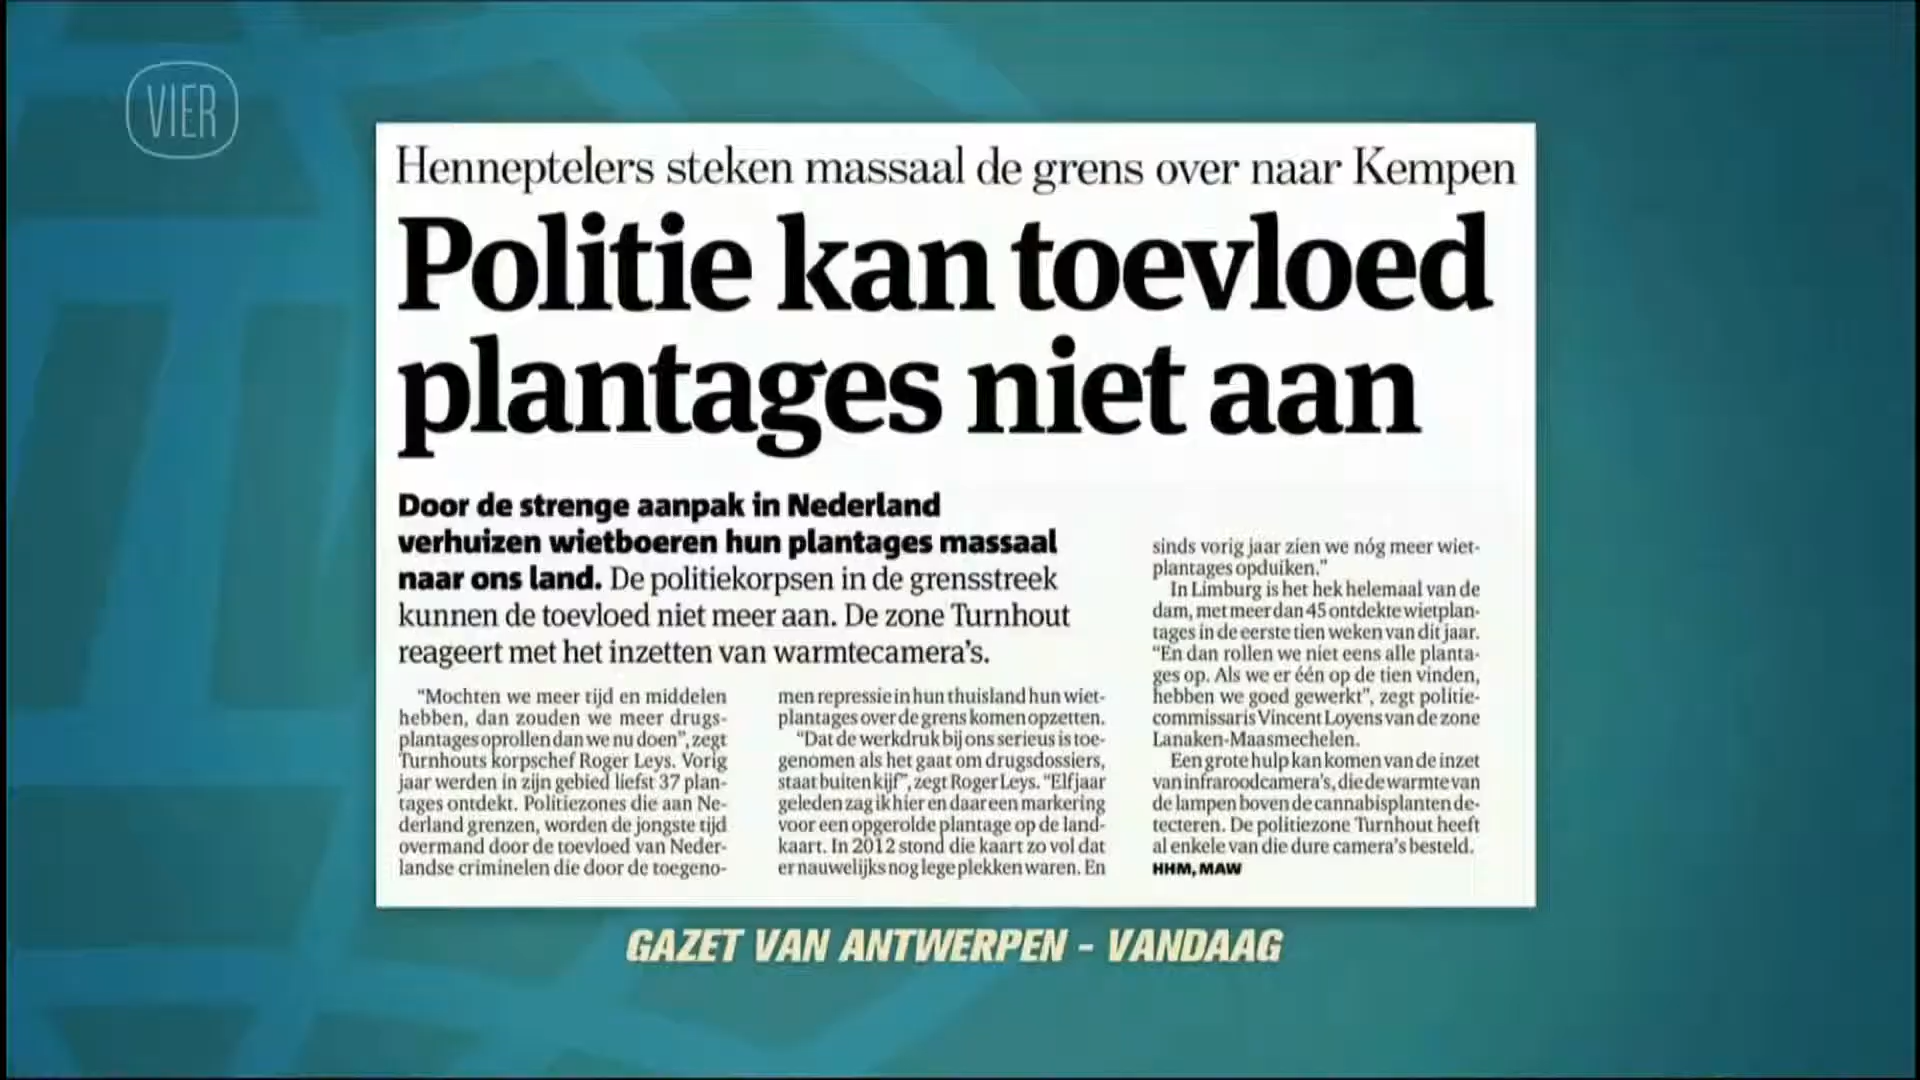 VIER
Henneptelers steken massaal de grens over naar Kempen
Politie kan toevloed
plantages niet aan
Door de strenge aanpak in Nederland
verhuizen wietboeren hun plantages massaal
naar ons land. De politiekorpsen in de grensstreek
kunnen de toevloed niet meer aan. De zone Turnhout
reageert met het inzetten van warmtecamera's.
"Mochten we meer tijd en middelen
hebben, dan zouden we meer drugs-
plantages oprollen dan we nu doen", zegt
Turnhouts korpschef Roger Leys. Vorig
jaar werden in zijn gebied liefst 37 plan-
tages ontdekt. Politiezones die aan Ne-
derland grenzen, worden de jongste tijd
overmand door de toevloed van Neder-
landse criminelen die door de toegeno-
men repressie in hun thuisland hun wiet-
plantages over de grens komen opzetten.
"Dat de werkdruk bij ons serieus is toe-
genomen als het gaat om drugsdossiers,
staat buiten kijf", zegt Roger Leys. "Elf jaar
geleden zag ik hier en daar een markering
voor een opgerolde plantage op de land-
kaart. In 2012 stond die kaart zo vol dat
er nauwelijks nog lege plekken waren. En
sinds vorig jaar zien we nóg meer wiet-
plantages opduiken."
In Limburg is het hek helemaal van de
dam, met meer dan 45 ontdekte wietplan-
tages in de eerste tien weken van dit jaar.
"En dan rollen we niet eens alle planta-
ges op. Als we er één op de tien vinden,
hebben we goed gewerkt", zegt politie-
commissaris Vincent Loyens van de zone
Lanaken-Maasmechelen.
Een grote hulp kan komen van de inzet
van infraroodcamera's, die de warmte van
de lampen boven de cannabisplanten de-
tecteren. De politiezone Turnhout heeft
al enkele van die dure camera's besteld.
HHM, MAW
GAZET VAN ANTWERPEN - VANDAAG